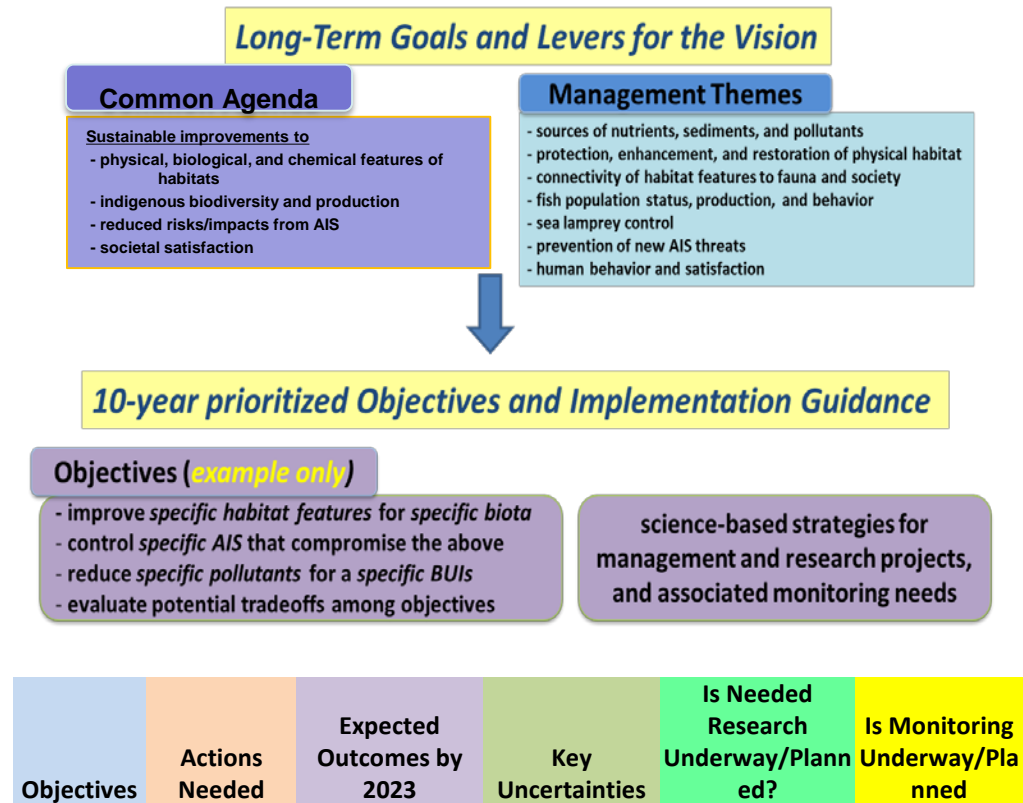 Long-Term Goals and Levers for the Vision
Common Agenda
Sustainable improvements to
- physical, biological, and chemical features of
habitats
- indigenous biodiversity and production
- reduced risks/impacts from AIS
- societal satisfaction
Management Themes
- sources of nutrients, sediments, and pollutants
- protection, enhancement, and restoration of physical habitat
- connectivity of habitat features to fauna and society
- fish population status, production, and behavior
- sea lamprey control
- prevention of new AIS threats
- human behavior and satisfaction
10-year prioritized Objectives and Implementation Guidance
Objectives (example only)
- improve specific habitat features for specific biota
- control specific AIS that compromise the above
- reduce specific pollutants for a specific BUIs
- evaluate potential tradeoffs among objectives
science-based strategies for
management and research projects,
and associated monitoring needs
Objectives
Actions
Needed
Expected
Outcomes by
2023
Key
Uncertainties
Is Needed
Research
Underway/Plann
ed?
Is Monitoring
Underway/Pla
nned